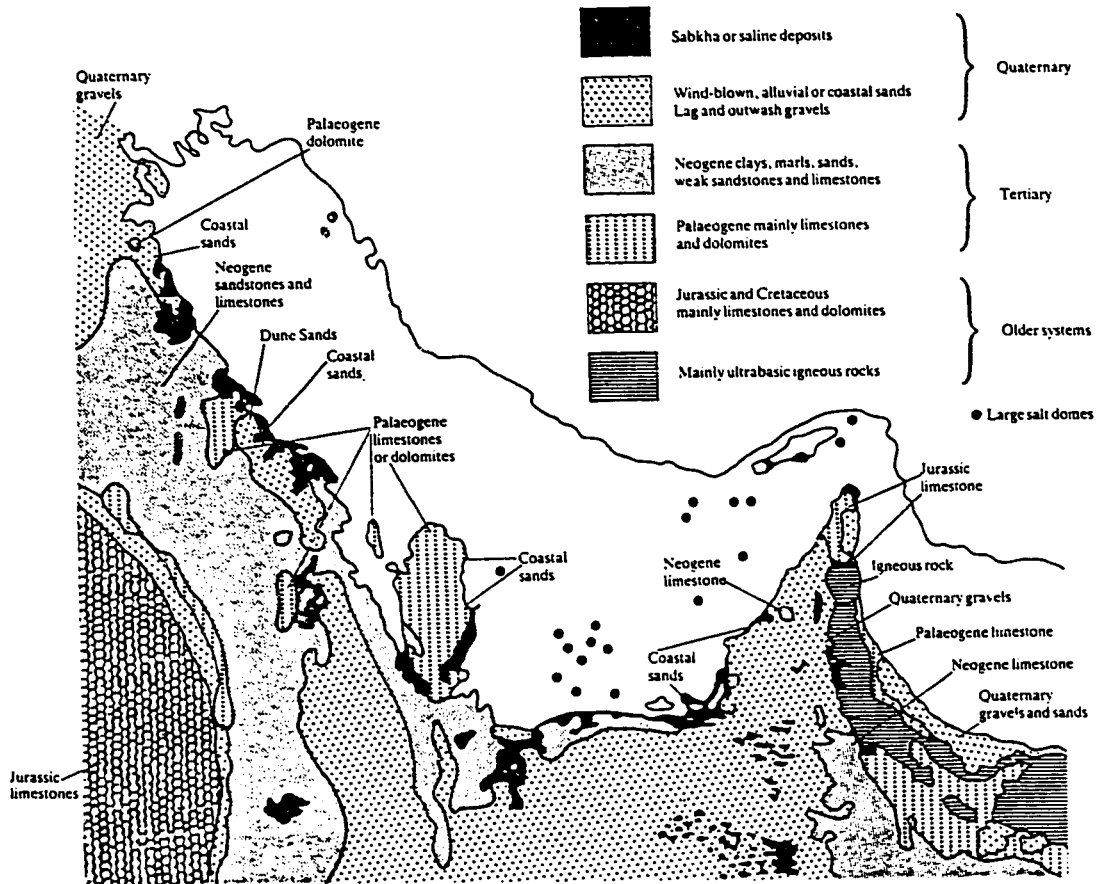 Sabkha or saline deposits
Quaternary
Wind-blown, alluvial or coastal sands
Lag and outwash gravels
Neogene clays, marls, sands,
weak sandstones and limestones
Tertiary
Palaeogene mainly limestones
and dolomites
Jurassic and Cretaceous
mainly limestones and dolomites
Older systems
Mainly ultrabasic igneous rocks
Large salt domes
Quaternary
gravels
Palaeogene
dolomite
Coastal
sands
Neogene
sandstones and
limestones
Dune Sands
Coastal
sands
Palaeogene
limestones
or dolomites
Coastal
sands
Jurassic
limestone
Neogene
limestone
Igneous rock
Quaternary gravels
Palaeogene limestone
Neogene limestone
Coastal
sands
Quaternary
gravels and sands
Jurassic
limestones